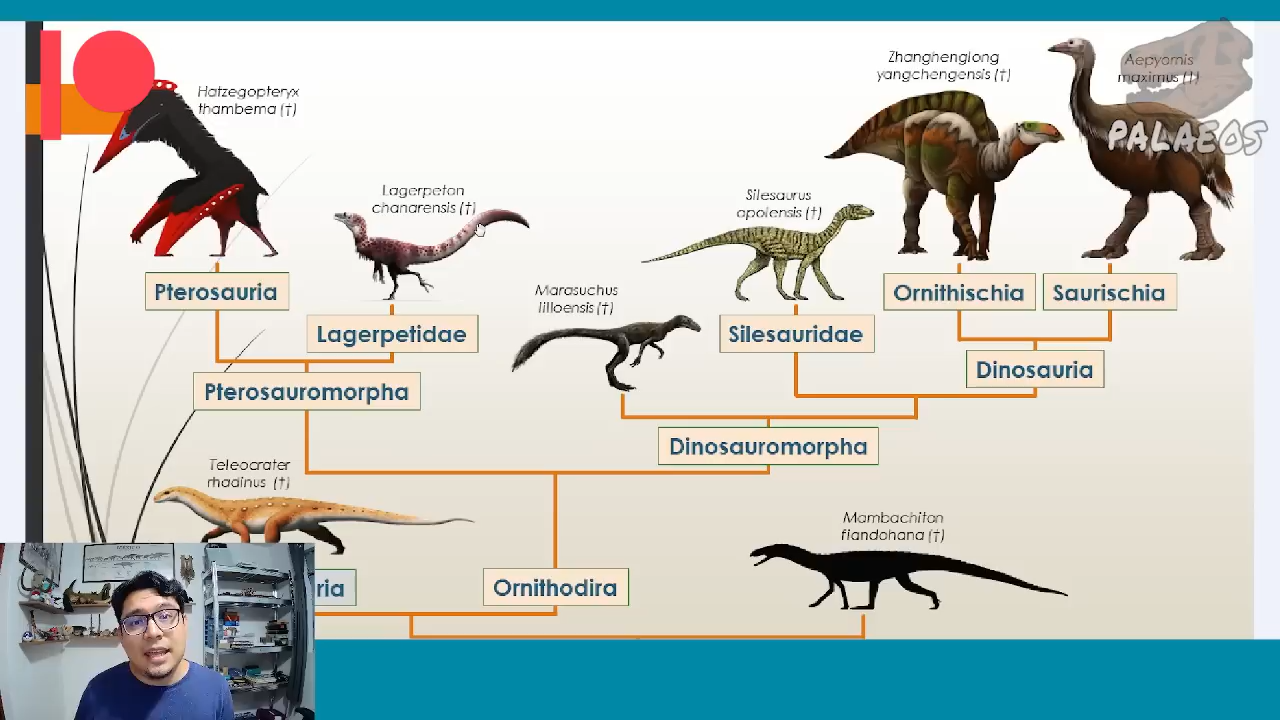 Hatzegopteryx
thambema (†)
Zhanghenglong
yangchengensis (†)
Aepyornis
maximus (†)
PALAEOS
Lagerpeton
chanarensis (†)
Silesaurus
opolensis (†)
Pterosauria
Marasuchus
lilloensis (†)
Ornithischia
Saurischia
Lagerpetidae
Silesauridae
Dinosauria
Pterosauromorpha
Dinosauromorpha
Teleocrater
rhadinus (†)
Mambachiton
fiandohana (†)
ria
Ornithodira